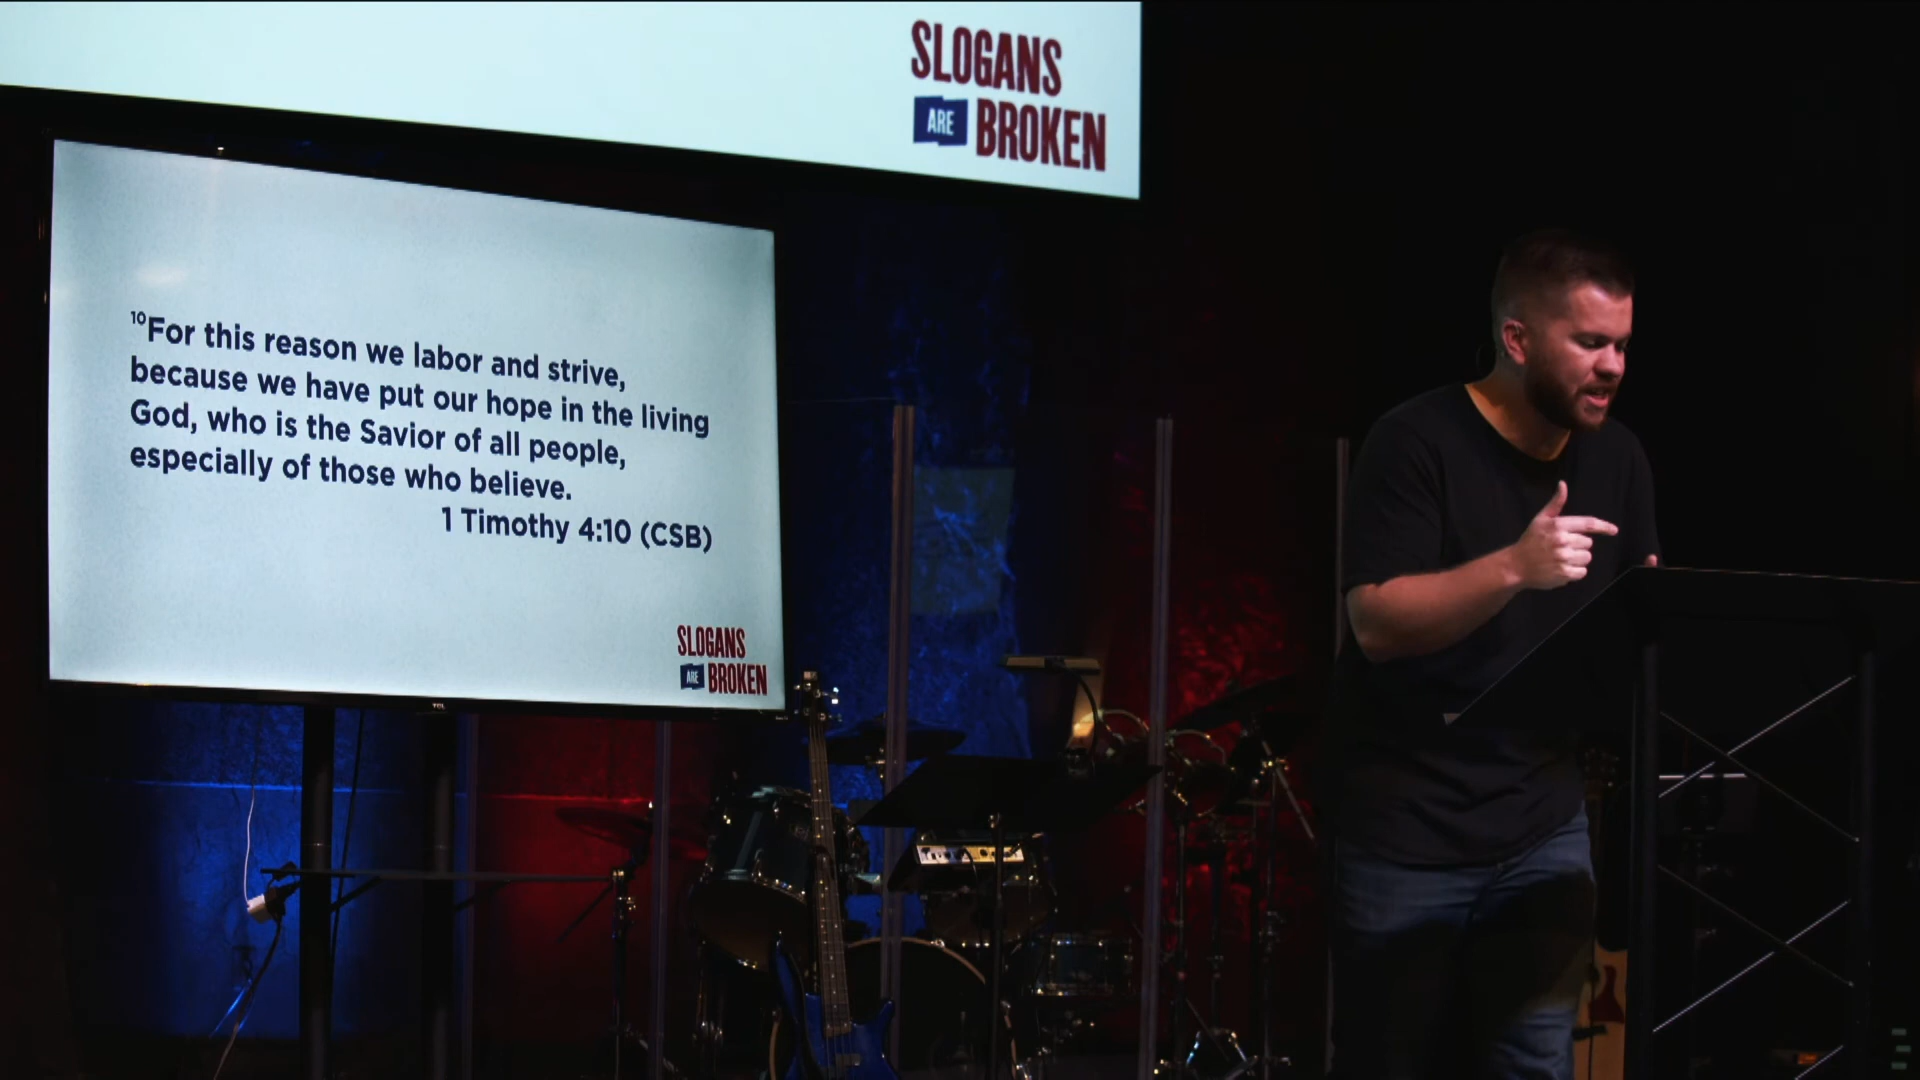 SLOGANS
ARE BROKEN
¹⁰For this reason we labor and strive,
because we have put our hope in the living
God, who is the Savior of all people,
especially of those who believe.
1 Timothy 4:10 (CSB)
SLOGANS
ARE BROKEN
TCL